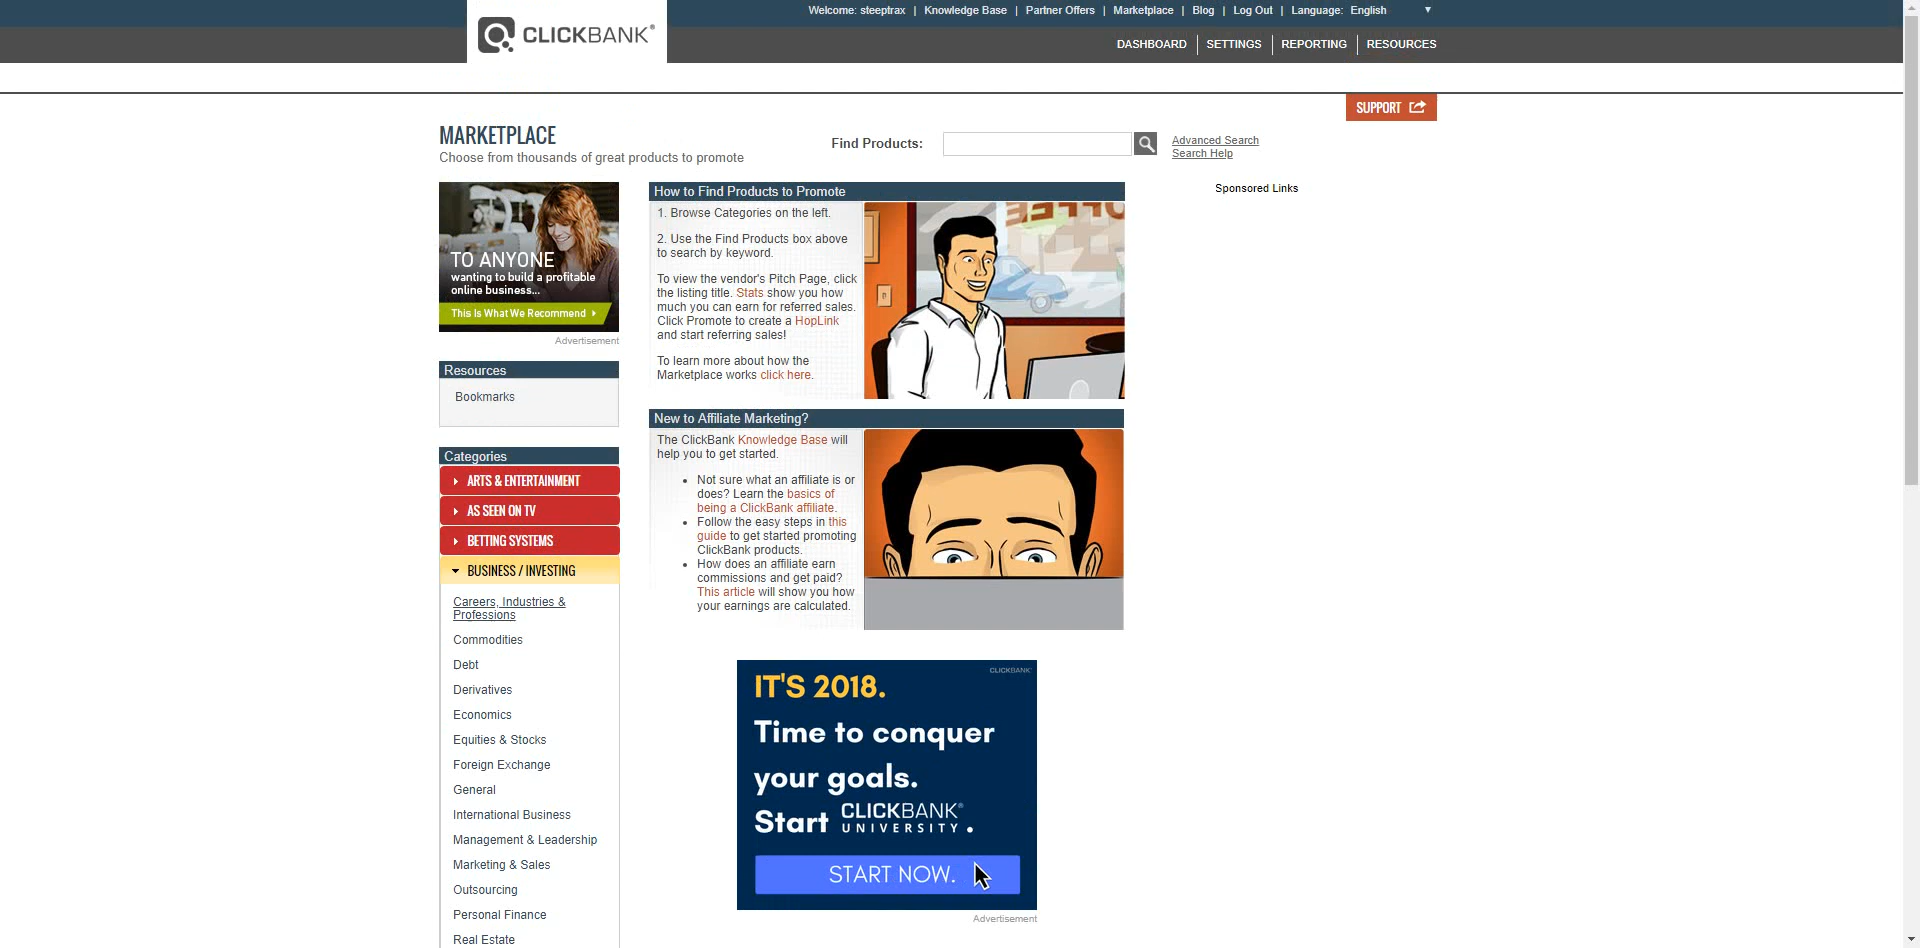 Welcome: steeptrax | Knowledge Base | Partner Offers | Marketplace | Blog | Log Out | Language: English
CLICKBANK®
DASHBOARD | SETTINGS | REPORTING | RESOURCES
SUPPORT
MARKETPLACE
Choose from thousands of great products to promote
Find Products:
Advanced Search
Search Help
TO ANYONE
wanting to build a profitable
online business...
This Is What We Recommend
Advertisement
Resources
Bookmarks
Categories
ARTS & ENTERTAINMENT
AS SEEN ON TV
BETTING SYSTEMS
BUSINESS / INVESTING
Careers, Industries &
Professions
Commodities
Debt
Derivatives
Economics
Equities & Stocks
Foreign Exchange
General
International Business
Management & Leadership
Marketing & Sales
Outsourcing
Personal Finance
Real Estate
How to Find Products to Promote
1. Browse Categories on the left.
2. Use the Find Products box above
to search by keyword.
To view the vendor's Pitch Page, click
the listing title. Stats show you how
much you can earn for referred sales.
Click Promote to create a HopLink
and start referring sales!
To learn more about how the
Marketplace works click here.
New to Affiliate Marketing?
The ClickBank Knowledge Base will
help you to get started.
• Not sure what an affiliate is or
does? Learn the basics of
being a ClickBank affiliate.
• Follow the easy steps in this
guide to get started promoting
ClickBank products.
• How does an affiliate earn
commissions and get paid?
This article will show you how
your earnings are calculated.
CLICKBANK
IT'S 2018.
Time to conquer
your goals.
Start CLICKBANK®
UNIVERSITY.
START NOW.
Advertisement
Sponsored Links